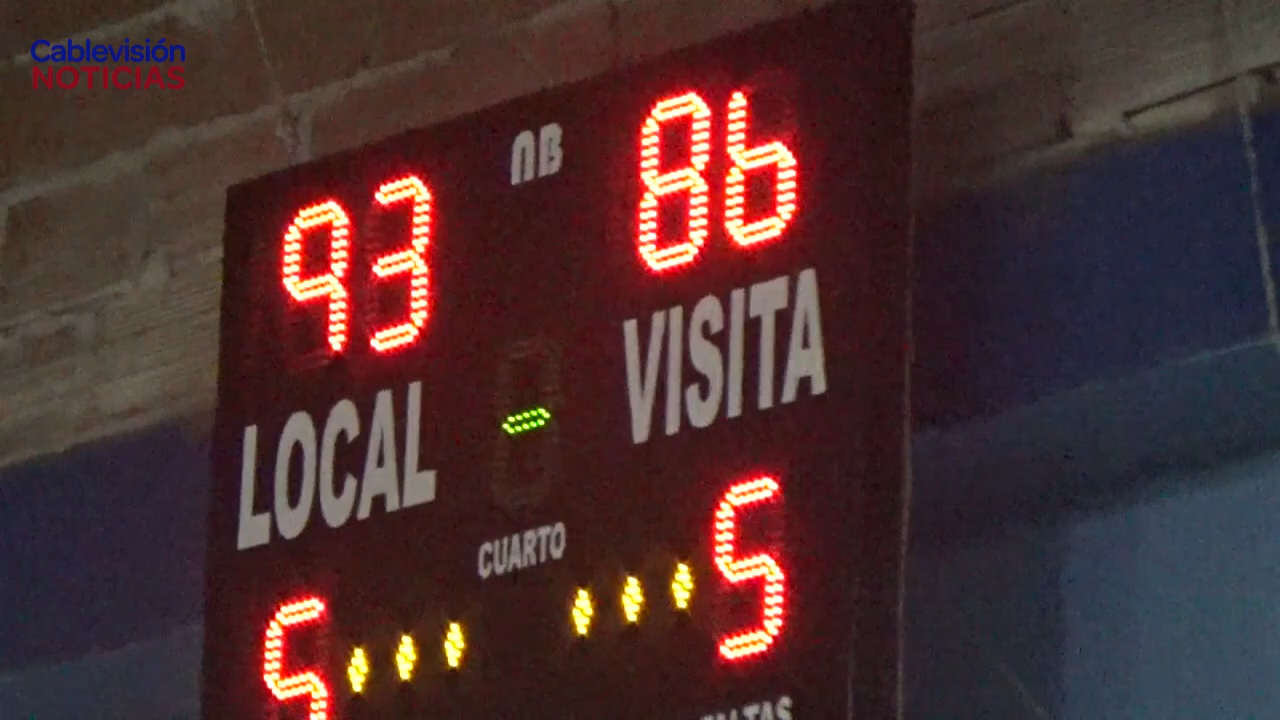 Cablevisión
NOTICIAS
NB
93
86
LOCAL
VISITA
-
CUARTO
5
5